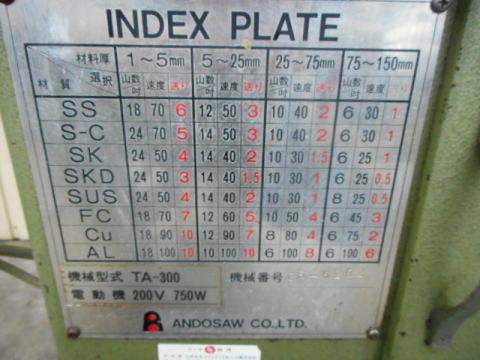 INDEX PLATE
材料厚 1～5mm 5～25mm 25～75mm 75～150mm
材質 選択 山数/吋 速度 送り 山数/吋 速度 送り 山数/吋 速度 送り 山数/吋 速度 送り
SS 18 70 6 12 50 3 10 40 2 6 30 1
S-C 24 70 5 14 50 3 10 40 2 6 30 1
SK 24 50 4 14 40 2 10 30 1.5 6 25 1
SKD 24 50 3 14 40 1.5 10 30 1 6 25 0.5
SUS 24 50 4 14 40 2 10 30 1 8 25 0.5
FC 18 70 7 12 60 5 10 50 4 6 45 3
Cu 18 90 10 12 90 7 8 80 4 6 75 2
AL 18 100 10 10 100 10 6 100 8 6 100 6
機械型式 TA-300 機械番号
電動機 200V 750W
ANDOSAW CO.,LTD.